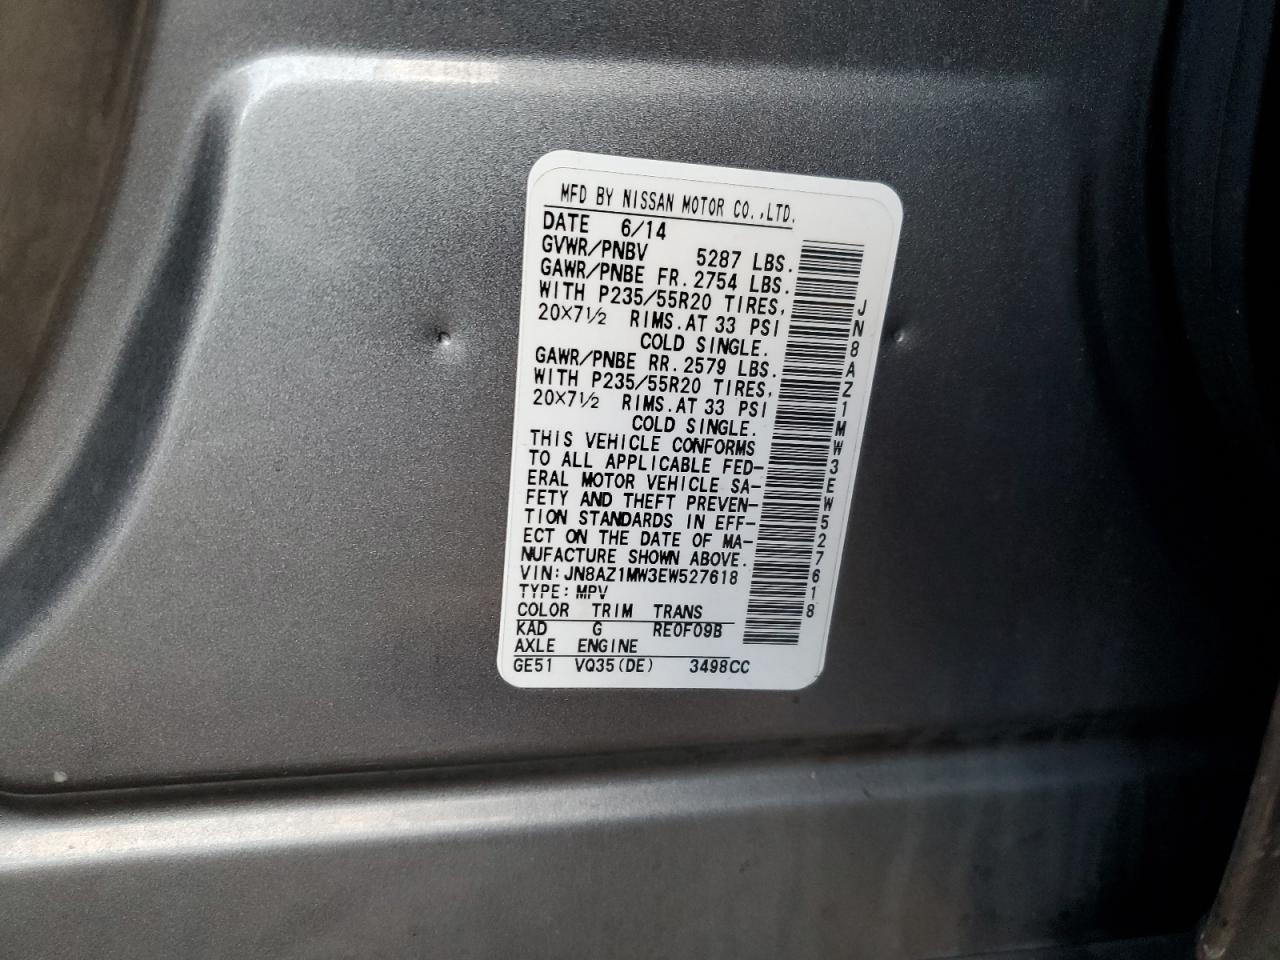 MFD BY NISSAN MOTOR CO.,LTD.
DATE 6/14
GVWR/PNBV 5287 LBS.
GAWR/PNBE FR. 2754 LBS.
WITH P235/55R20 TIRES,
20×7½ RIMS. AT 33 PSI
COLD SINGLE.
GAWR/PNBE RR. 2579 LBS.
WITH P235/55R20 TIRES,
20×7½ RIMS. AT 33 PSI
COLD SINGLE.
THIS VEHICLE CONFORMS
TO ALL APPLICABLE FED-
ERAL MOTOR VEHICLE SA-
FETY AND THEFT PREVEN-
TION STANDARDS IN EFF-
ECT ON THE DATE OF MA-
NUFACTURE SHOWN ABOVE.
VIN: JN8AZ1MW3EW527618
TYPE: MPV
COLOR TRIM TRANS
KAD G RE0F09B
AXLE ENGINE
GE51 VQ35(DE) 3498CC
JN8AZ1MW3EW527618